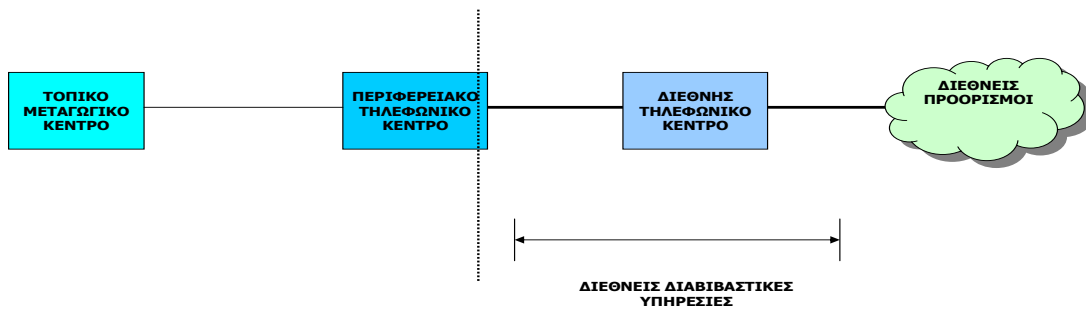 ΤΟΠΙΚΟ
ΜΕΤΑΓΩΓΙΚΟ
ΚΕΝΤΡΟ
ΠΕΡΙΦΕΡΕΙΑΚΟ
ΤΗΛΕΦΩΝΙΚΟ
ΚΕΝΤΡΟ
ΔΙΕΘΝΗΣ
ΤΗΛΕΦΩΝΙΚΟ
ΚΕΝΤΡΟ
ΔΙΕΘΝΕΙΣ
ΠΡΟΟΡΙΣΜΟΙ
ΔΙΕΘΝΕΙΣ ΔΙΑΒΙΒΑΣΤΙΚΕΣ
ΥΠΗΡΕΣΙΕΣ